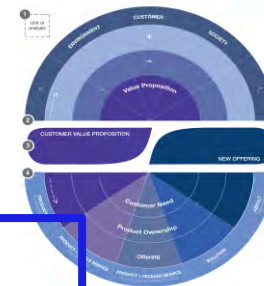 1
Unit of
analysis
CUSTOMER
ENVIRONMENT
SOCIETY
Value Proposition
2
CUSTOMER VALUE PROPOSITION
3
NEW OFFERING
4
Customer Need
Product Ownership
Offering
PRODUCT + PRESALE SERVICE
SOLUTION